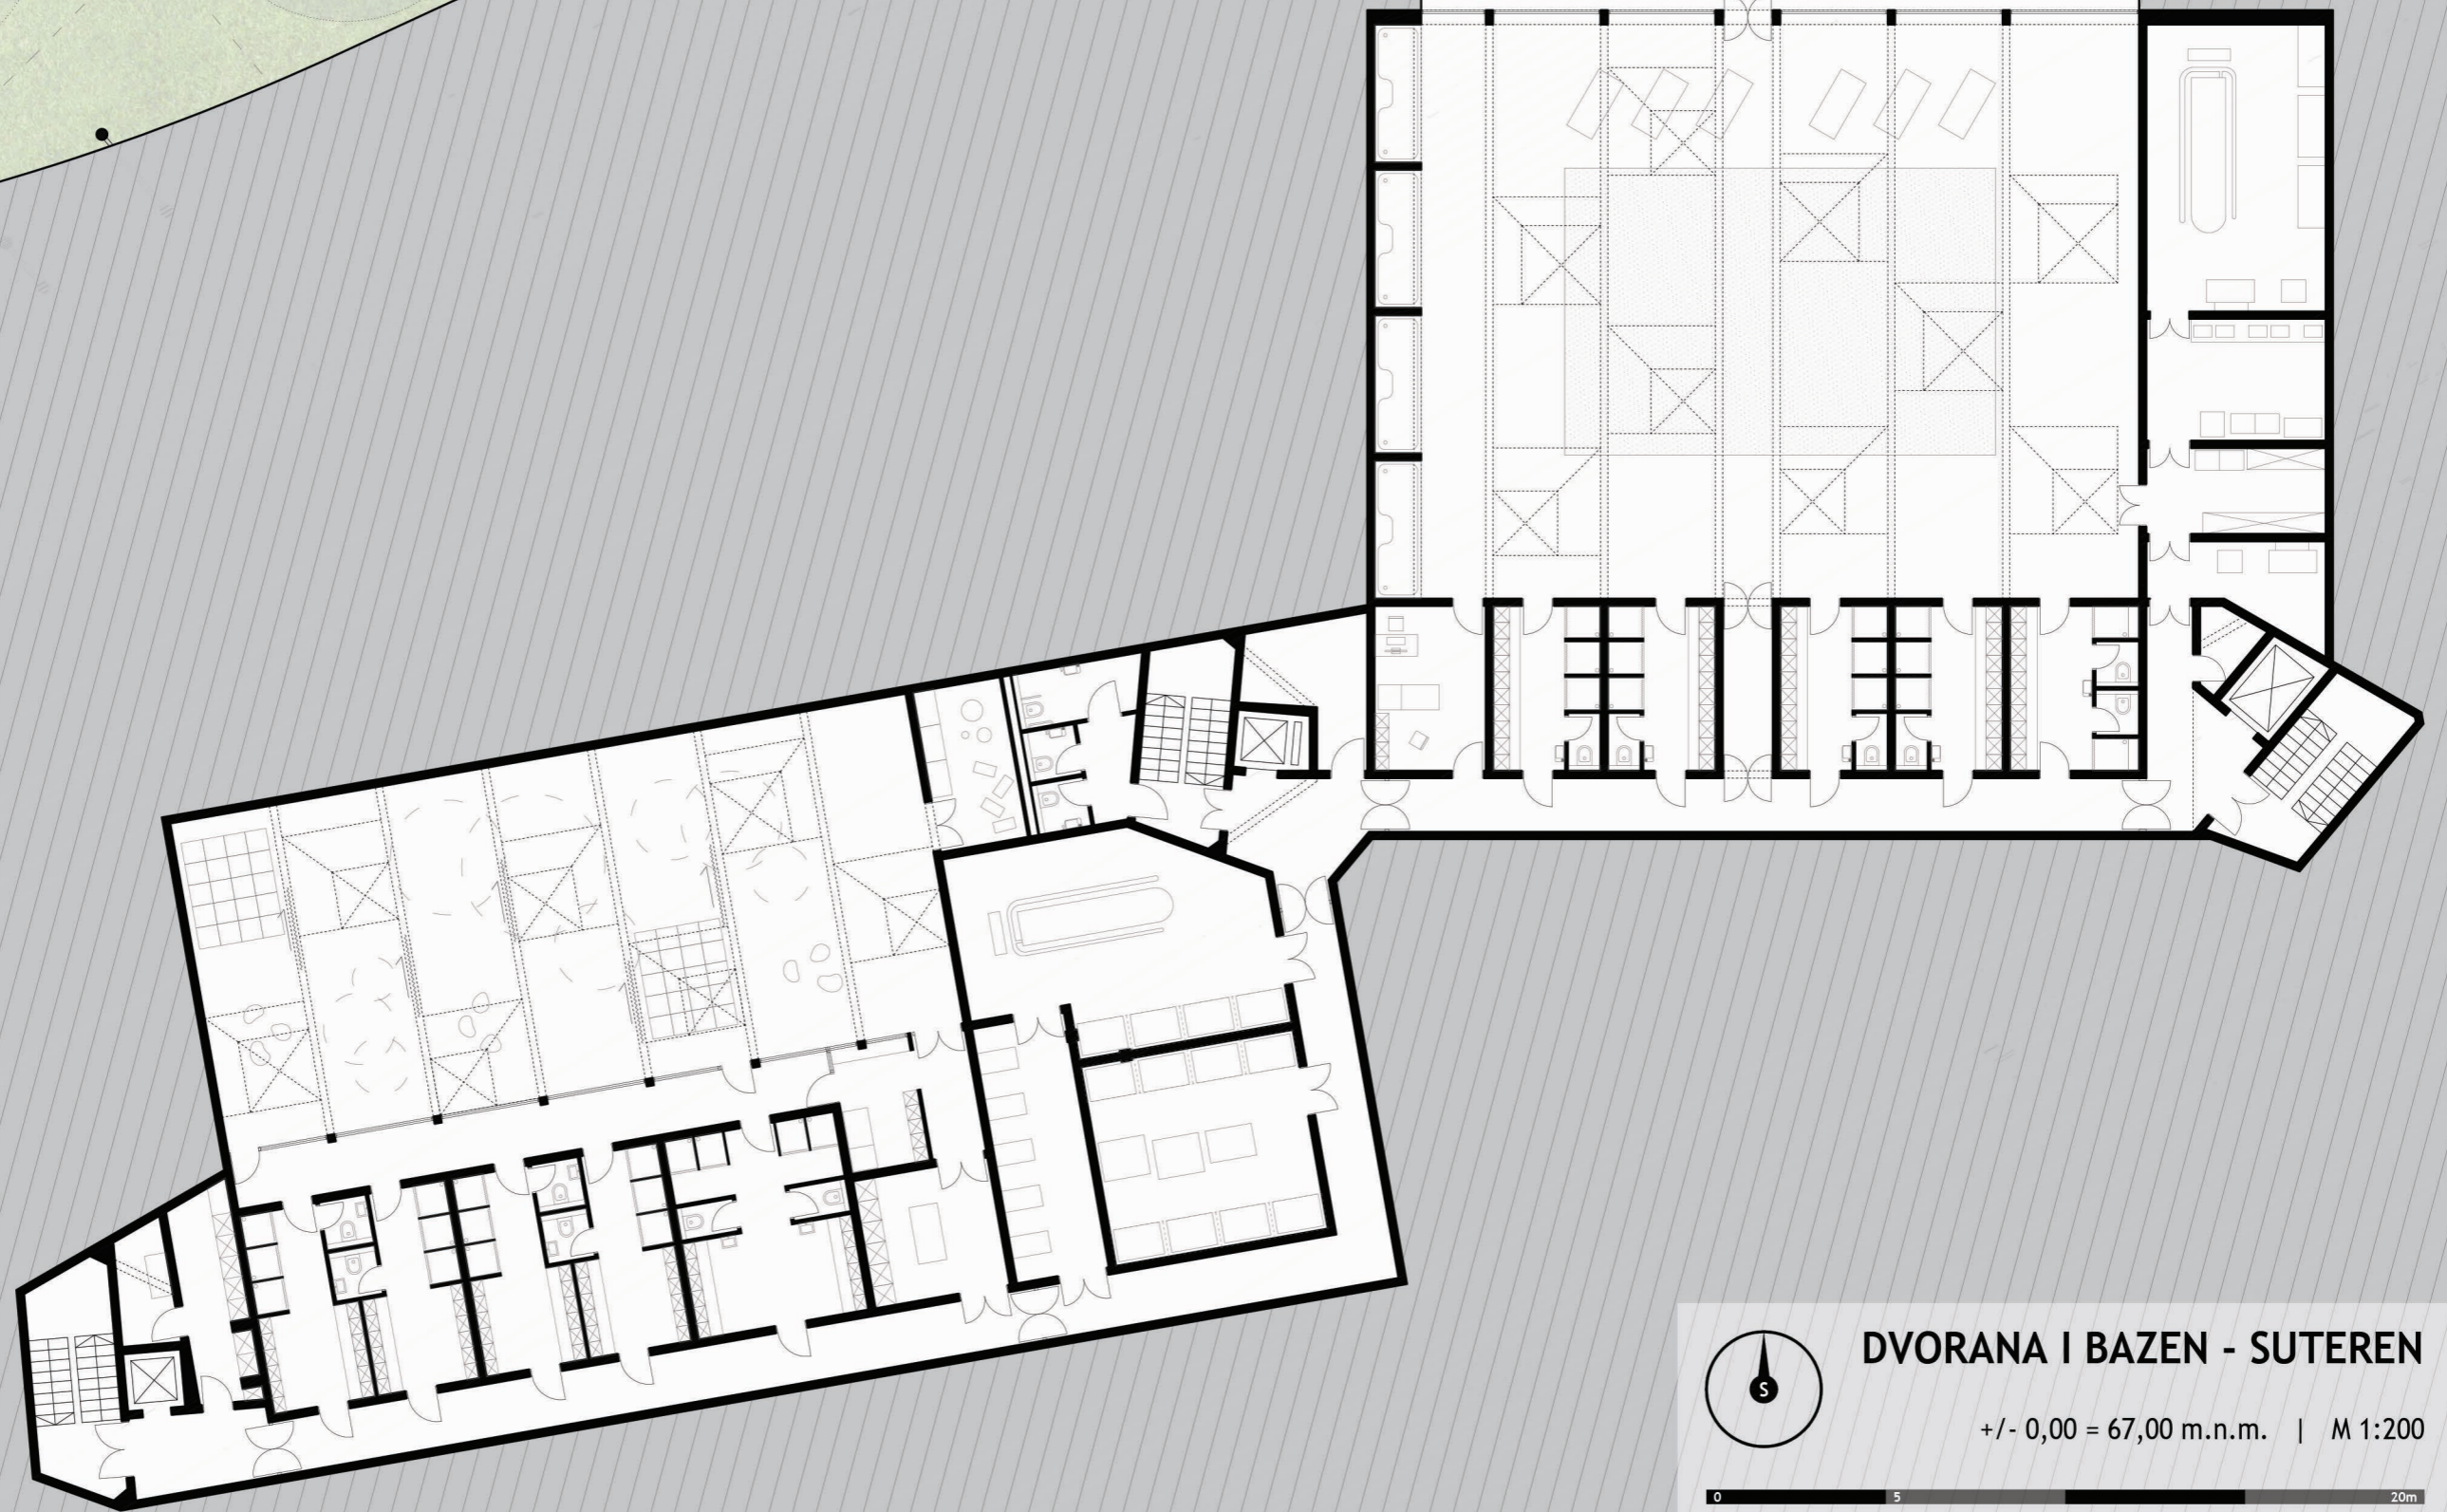 DVORANA I BAZEN - SUTEREN
S
+/- 0,00 = 67,00 m.n.m. | M 1:200
0 5 20m